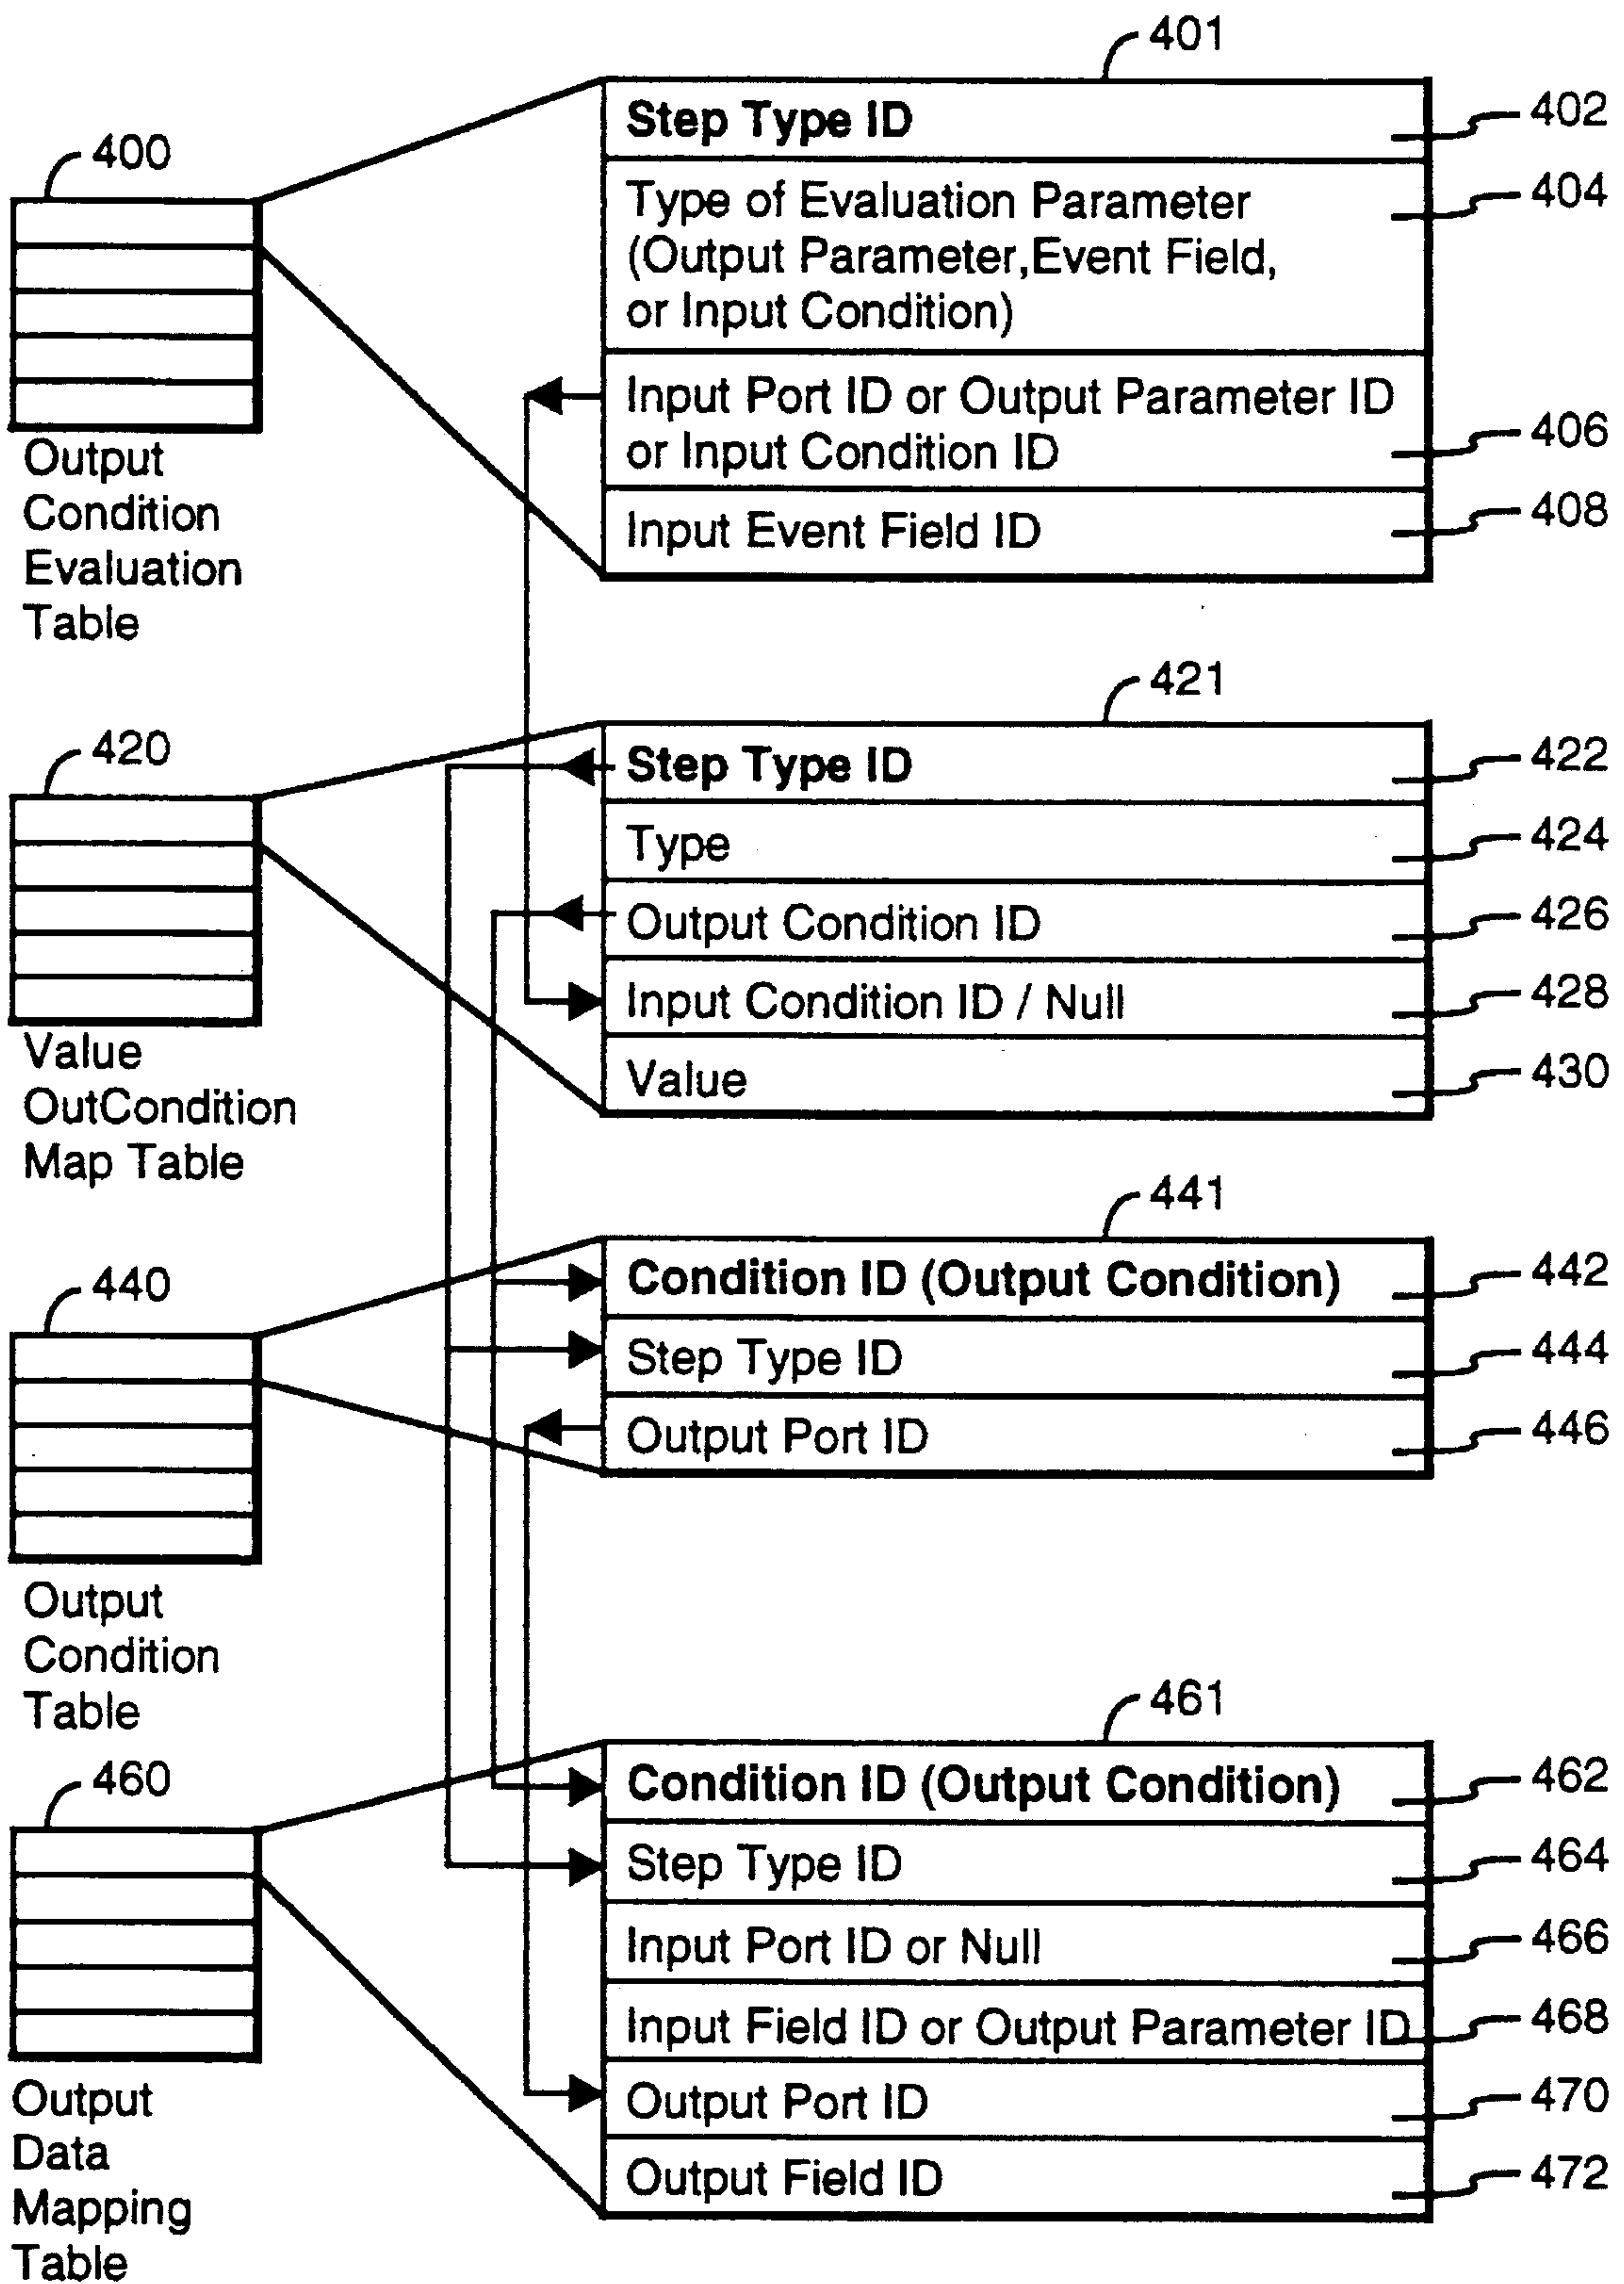 401
Step Type ID
402
400
Type of Evaluation Parameter
(Output Parameter,Event Field,
or Input Condition)
404
Input Port ID or Output Parameter ID
or Input Condition ID
406
Input Event Field ID
408
Output
Condition
Evaluation
Table
421
420
Step Type ID
422
Type
424
Output Condition ID
426
Input Condition ID / Null
428
Value
430
Value
OutCondition
Map Table
441
440
Condition ID (Output Condition)
442
Step Type ID
444
Output Port ID
446
Output
Condition
Table
461
460
Condition ID (Output Condition)
462
Step Type ID
464
Input Port ID or Null
466
Input Field ID or Output Parameter ID
468
Output Port ID
470
Output Field ID
472
Output
Data
Mapping
Table